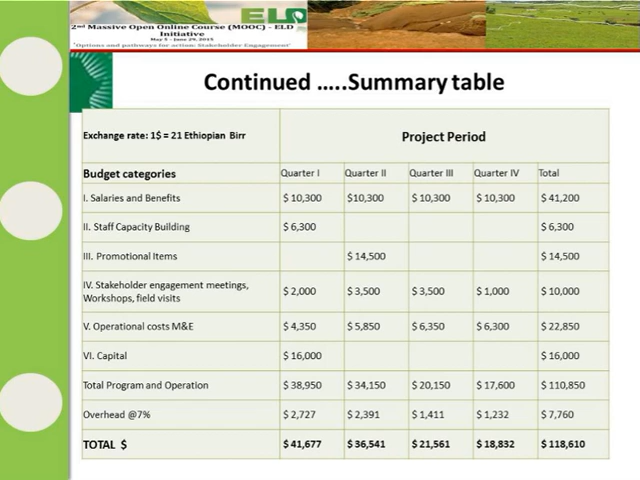 ELD
2nd Massive Open Online Course (MOOC) - ELD
Initiative
May 5 - June 29, 2015
"Options and pathways for action: Stakeholder Engagement"
Continued …..Summary table
Exchange rate: 1$ = 21 Ethiopian Birr Project Period
Budget categories Quarter I Quarter II Quarter III Quarter IV Total
I. Salaries and Benefits $ 10,300 $10,300 $ 10,300 $ 10,300 $ 41,200
II. Staff Capacity Building $ 6,300 $ 6,300
III. Promotional Items $ 14,500 $ 14,500
IV. Stakeholder engagement meetings,
Workshops, field visits $ 2,000 $ 3,500 $ 3,500 $ 1,000 $ 10,000
V. Operational costs M&E $ 4,350 $ 5,850 $ 6,350 $ 6,300 $ 22,850
VI. Capital $ 16,000 $ 16,000
Total Program and Operation $ 38,950 $ 34,150 $ 20,150 $ 17,600 $ 110,850
Overhead @7% $ 2,727 $ 2,391 $ 1,411 $ 1,232 $ 7,760
TOTAL $ $ 41,677 $ 36,541 $ 21,561 $ 18,832 $ 118,610